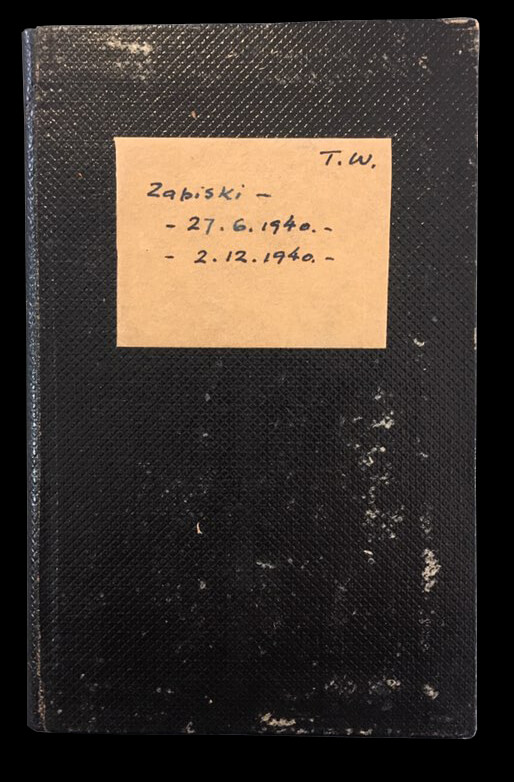 T.W.
Zapiski -
- 27.6.1940. -
- 2.12.1940. -